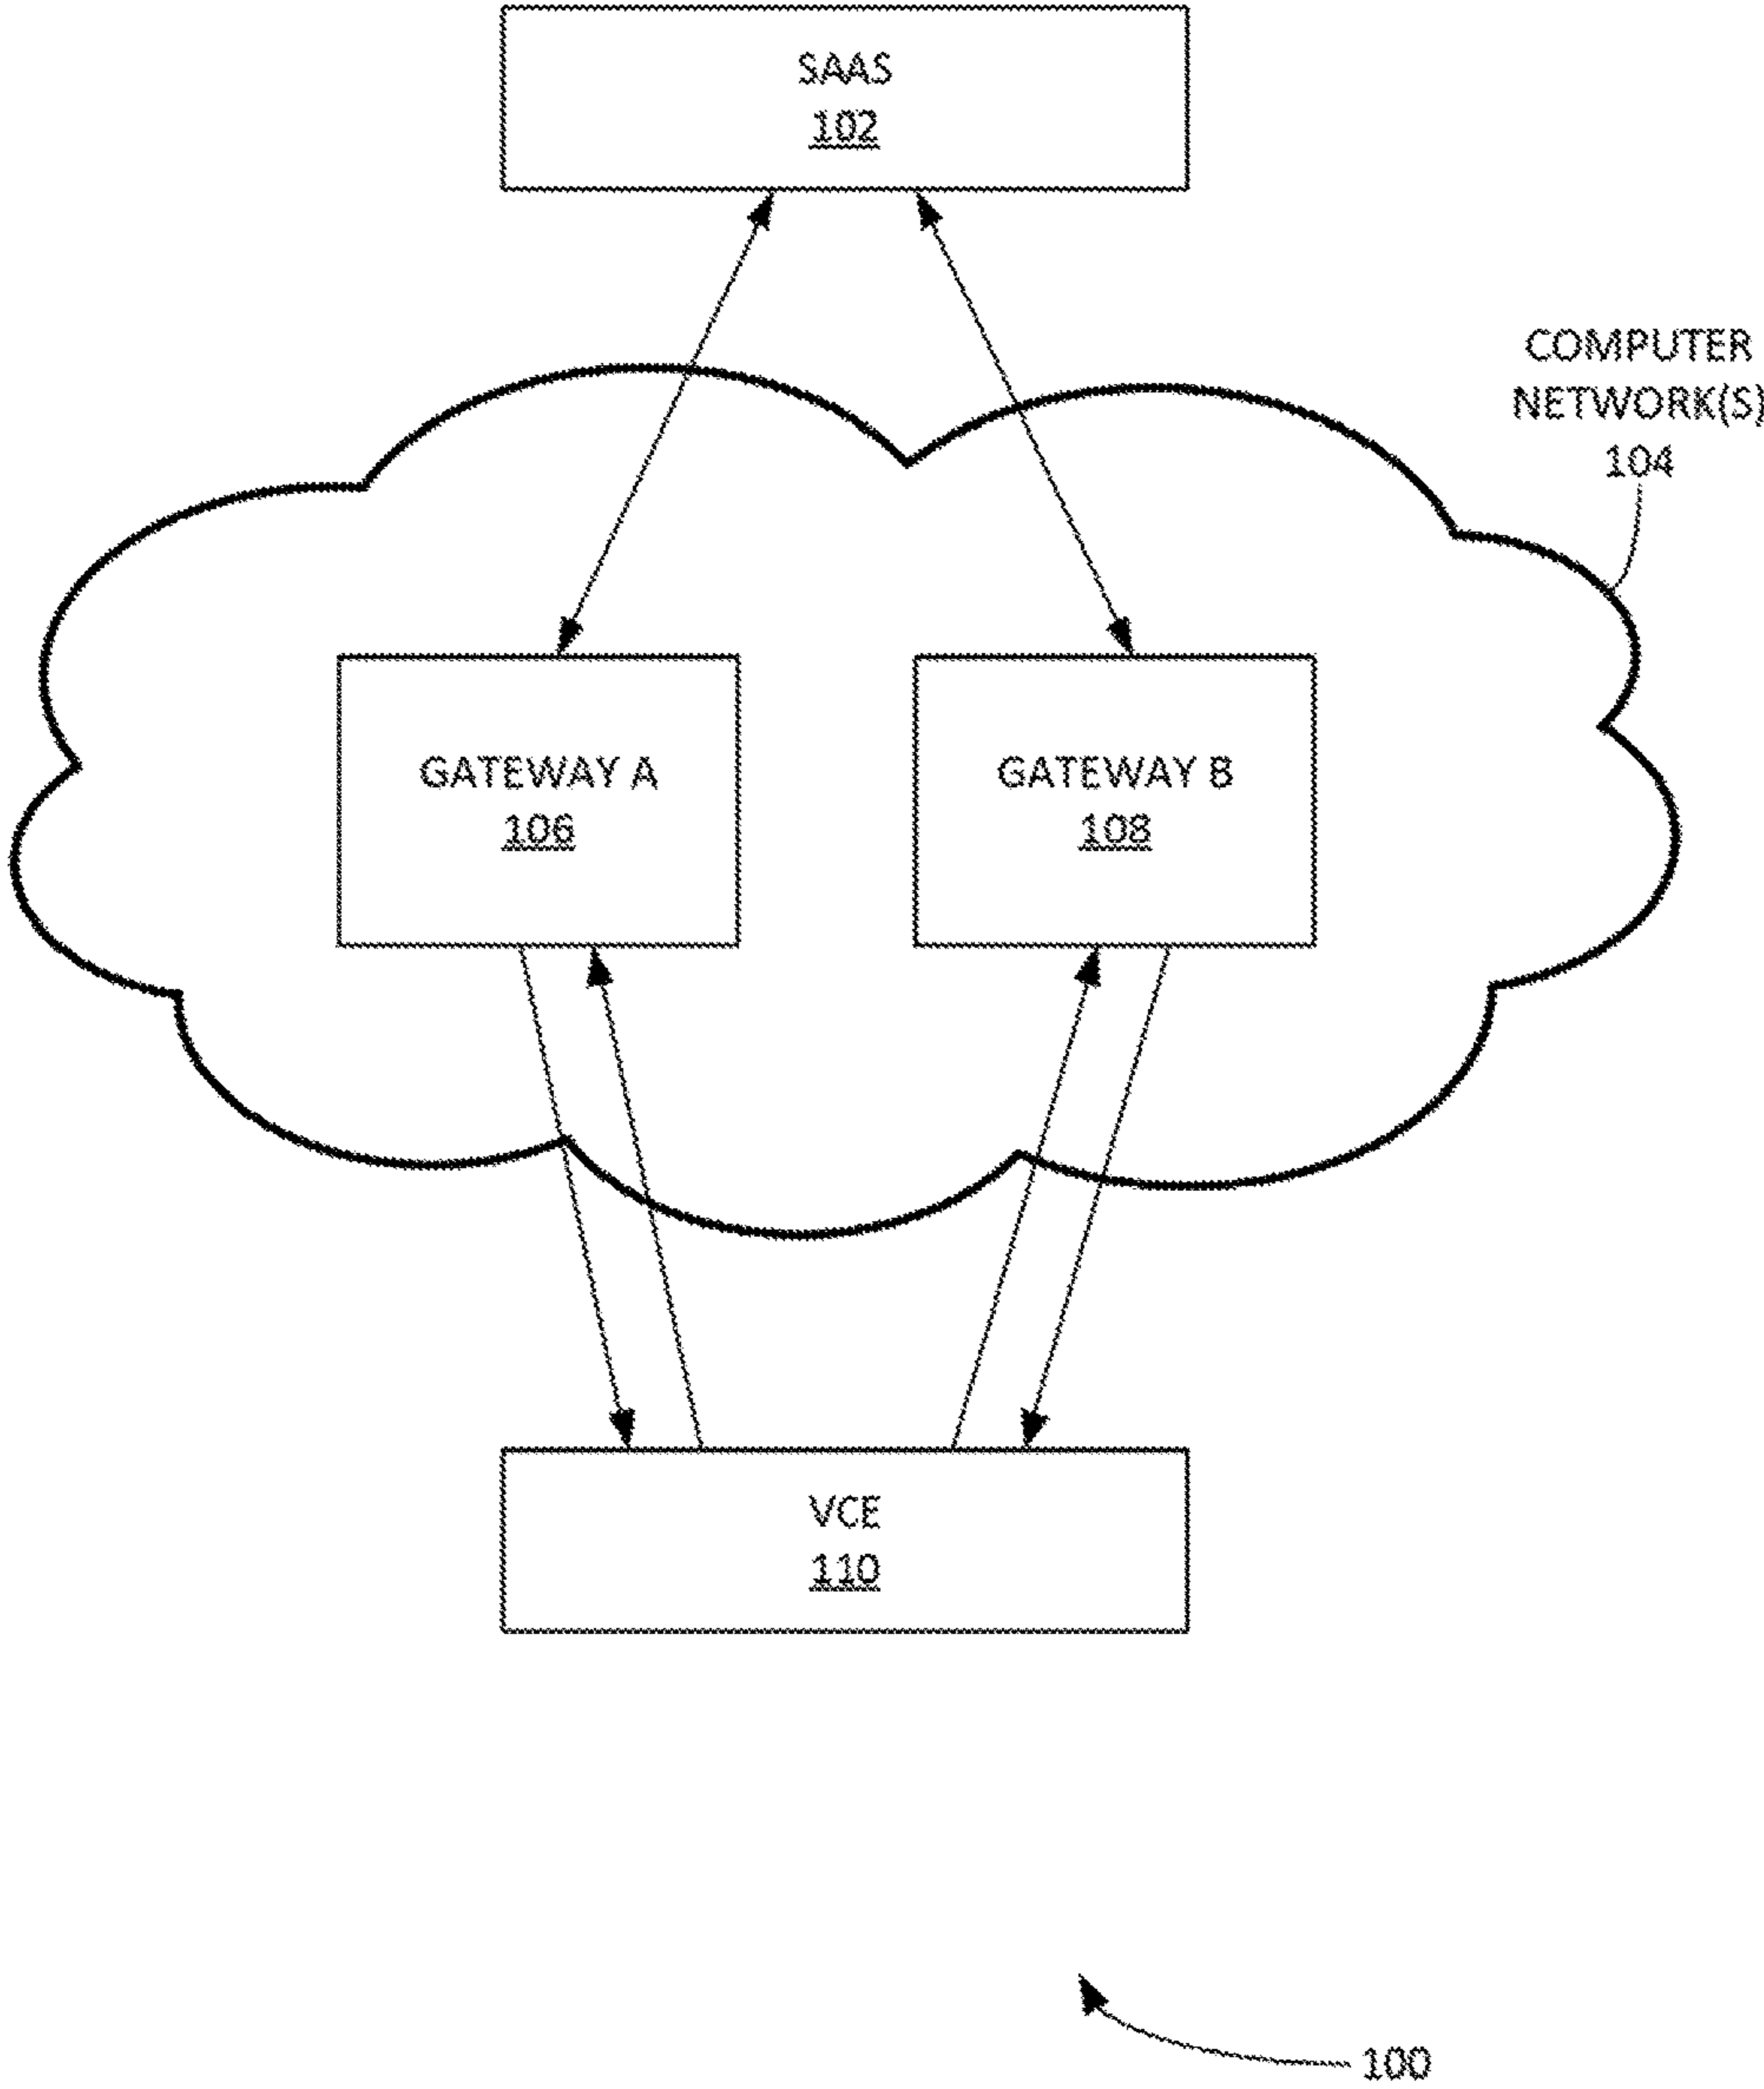 SAAS
102
COMPUTER
NETWORK(S)
104
GATEWAY A
106
GATEWAY B
108
VCE
110
100